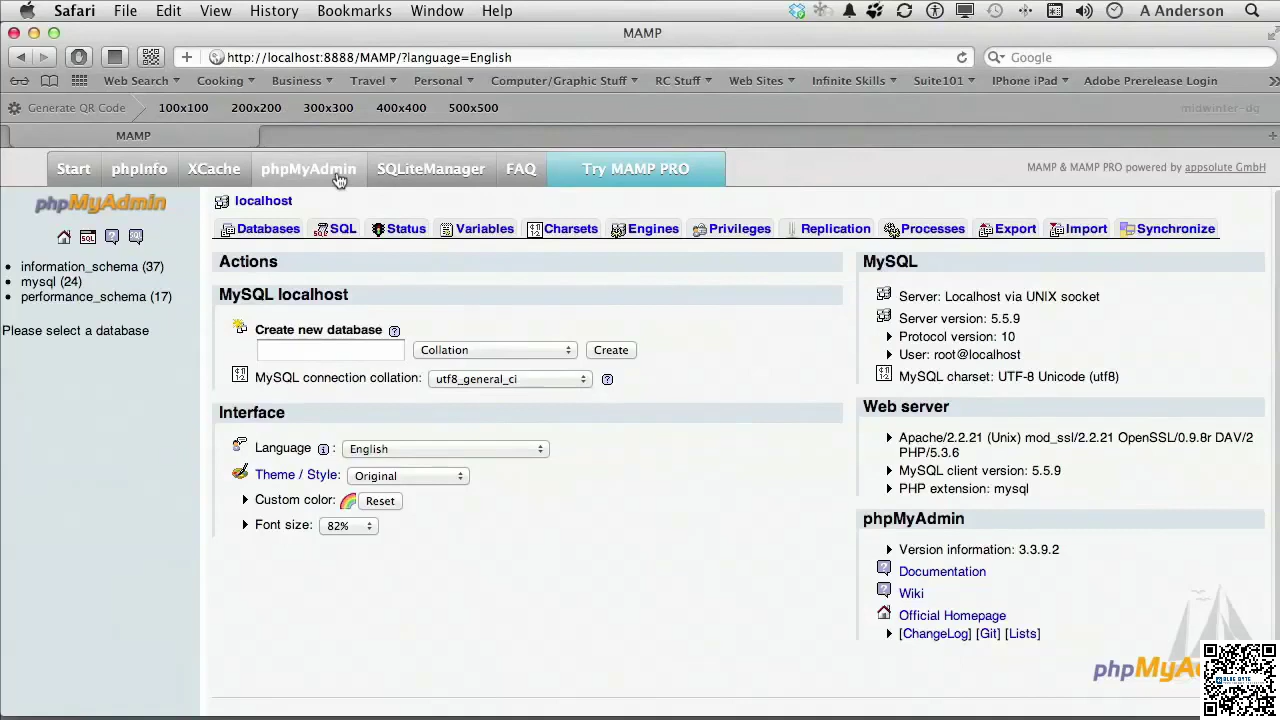 Safari File Edit View History Bookmarks Window Help A Anderson
MAMP
http://localhost:8888/MAMP/?language=English Google
Web Search Cooking Business Travel Personal Computer/Graphic Stuff RC Stuff Web Sites Infinite Skills Suite101 IPhone iPad Adobe Prerelease Login
Generate QR Code 100x100 200x200 300x300 400x400 500x500 midwinter-dg
MAMP
Start phpInfo XCache phpMyAdmin SQLiteManager FAQ Try MAMP PRO MAMP & MAMP PRO powered by appsolute GmbH
phpMyAdmin
information_schema (37)
mysql (24)
performance_schema (17)
Please select a database
localhost
Databases SQL Status Variables Charsets Engines Privileges Replication Processes Export Import Synchronize
Actions
MySQL localhost
Create new database
Collation Create
MySQL connection collation: utf8_general_ci
Interface
Language : English
Theme / Style: Original
Custom color: Reset
Font size: 82%
MySQL
Server: Localhost via UNIX socket
Server version: 5.5.9
Protocol version: 10
User: root@localhost
MySQL charset: UTF-8 Unicode (utf8)
Web server
Apache/2.2.21 (Unix) mod_ssl/2.2.21 OpenSSL/0.9.8r DAV/2
PHP/5.3.6
MySQL client version: 5.5.9
PHP extension: mysql
phpMyAdmin
Version information: 3.3.9.2
Documentation
Wiki
Official Homepage
[ChangeLog] [Git] [Lists]
phpMyAd
BLUE BYTE